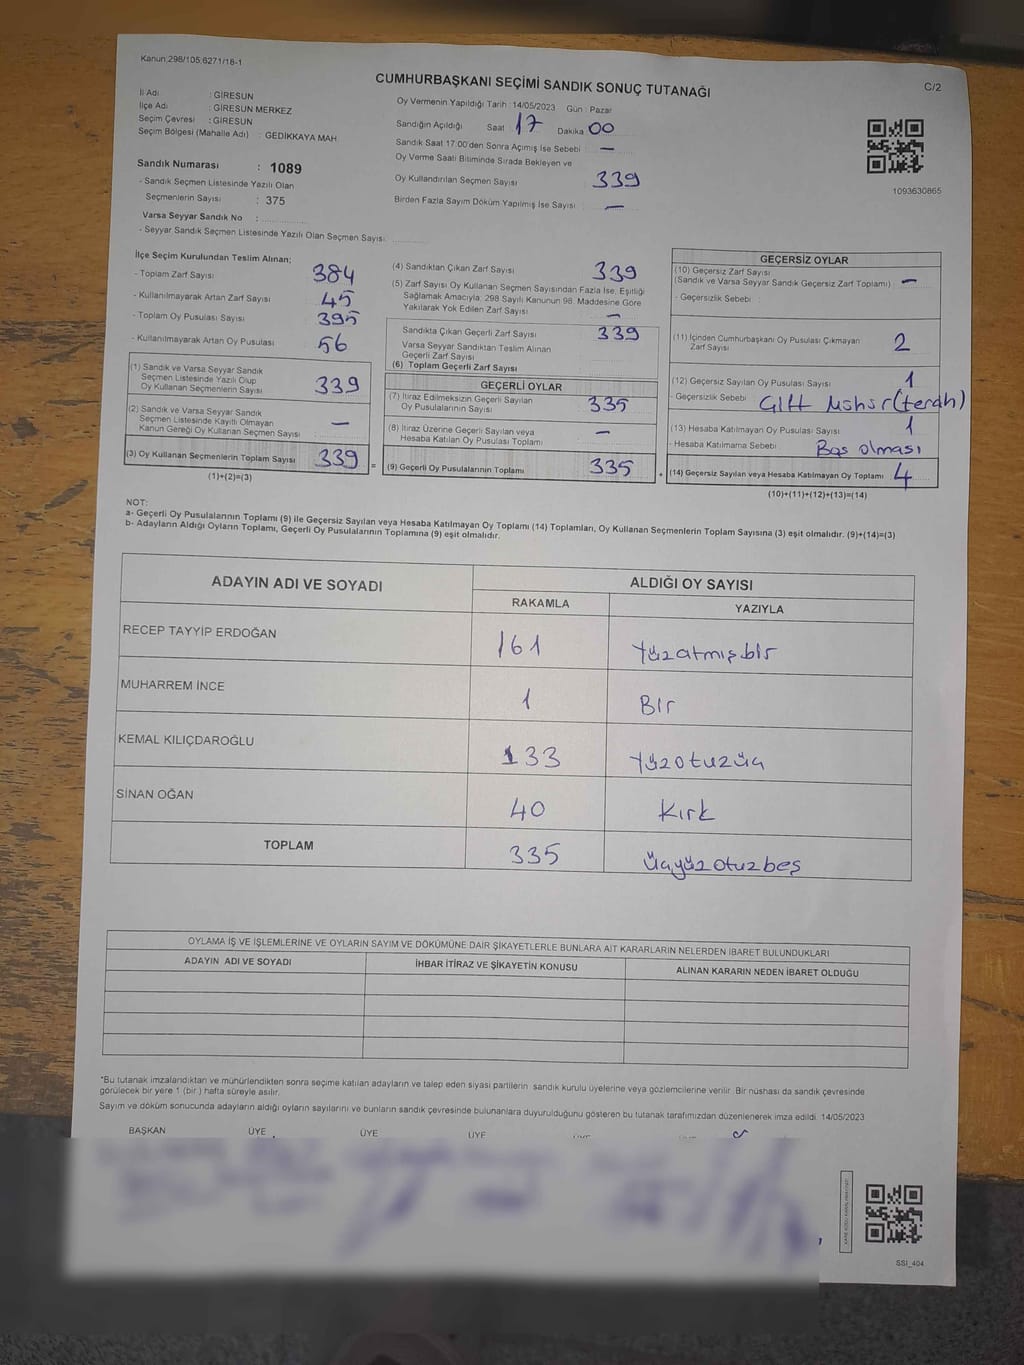 Kanun:298/105,6271/18-1
CUMHURBAŞKANI SEÇİMİ SANDIK SONUÇ TUTANAĞI
C/2
İl Adı : GİRESUN
İlçe Adı : GİRESUN MERKEZ
Seçim Çevresi : GİRESUN
Seçim Bölgesi (Mahalle Adı) : GEDİKKAYA MAH.
Sandık Numarası : 1089
- Sandık Seçmen Listesinde Yazılı Olan
Seçmenlerin Sayısı : 375
Varsa Seyyar Sandık No :
- Seyyar Sandık Seçmen Listesinde Yazılı Olan Seçmen Sayısı:
Oy Vermenin Yapıldığı Tarih : 14/05/2023 Gün : Pazar
Sandığın Açıldığı Saat 17 Dakika 00
Sandık Saat 17:00'den Sonra Açımış İse Sebebi : —
Oy Verme Saati Bitiminde Sırada Bekleyen ve
Oy Kullandırılan Seçmen Sayısı 339
Birden Fazla Sayım Döküm Yapılmış İse Sayısı : —
1093630865
İlçe Seçim Kurulundan Teslim Alınan;
- Toplam Zarf Sayısı 384
- Kullanılmayarak Artan Zarf Sayısı 45
- Toplam Oy Pusulası Sayısı 395
- Kullanılmayarak Artan Oy Pusulası 56
(1) Sandık ve Varsa Seyyar Sandık
Seçmen Listesinde Yazılı Olup
Oy Kullanan Seçmenlerin Sayısı 339
(2) Sandık ve Varsa Seyyar Sandık
Seçmen Listesinde Kayıtlı Olmayan
Kanun Gereği Oy Kullanan Seçmen Sayısı —
(3) Oy Kullanan Seçmenlerin Toplam Sayısı 339
(1)+(2)=(3)
(4) Sandıktan Çıkan Zarf Sayısı 339
(5) Zarf Sayısı Oy Kullanan Seçmen Sayısından Fazla İse, Eşitliği
Sağlamak Amacıyla; 298 Sayılı Kanunun 98. Maddesine Göre
Yakılarak Yok Edilen Zarf Sayısı —
Sandıkta Çıkan Geçerli Zarf Sayısı 339
Varsa Seyyar Sandıktan Teslim Alınan
Geçerli Zarf Sayısı
(6) Toplam Geçerli Zarf Sayısı
GEÇERLİ OYLAR
(7) İtiraz Edilmeksizin Geçerli Sayılan
Oy Pusulalarının Sayısı 335
(8) İtiraz Üzerine Geçerli Sayılan veya
Hesaba Katılan Oy Pusulası Toplamı —
= (9) Geçerli Oy Pusulalarının Toplamı 335
GEÇERSİZ OYLAR
(10) Geçersiz Zarf Sayısı
(Sandık ve Varsa Seyyar Sandık Geçersiz Zarf Toplamı) —
- Geçersizlik Sebebi
(11) İçinden Cumhurbaşkanı Oy Pusulası Çıkmayan
Zarf Sayısı 2
(12) Geçersiz Sayılan Oy Pusulası Sayısı 1
- Geçersizlik Sebebi Çift Mühür(terah)
(13) Hesaba Katılmayan Oy Pusulası Sayısı 1
- Hesaba Katılmama Sebebi Boş olması
+ (14) Geçersiz Sayılan veya Hesaba Katılmayan Oy Toplamı 4
(10)+(11)+(12)+(13)=(14)
NOT:
a- Geçerli Oy Pusulalarının Toplamı (9) ile Geçersiz Sayılan veya Hesaba Katılmayan Oy Toplamı (14) Toplamları, Oy Kullanan Seçmenlerin Toplam Sayısına (3) eşit olmalıdır. (9)+(14)=(3)
b- Adayların Aldığı Oyların Toplamı, Geçerli Oy Pusulalarının Toplamına (9) eşit olmalıdır.
ADAYIN ADI VE SOYADI
ALDIĞI OY SAYISI
RAKAMLA YAZIYLA
RECEP TAYYİP ERDOĞAN 161 Yüzatmışbir
MUHARREM İNCE 1 Bir
KEMAL KILIÇDAROĞLU 133 Yüzotuzüç
SİNAN OĞAN 40 Kırk
TOPLAM 335 Üçyüzotuzbeş
OYLAMA İŞ VE İŞLEMLERİNE VE OYLARIN SAYIM VE DÖKÜMÜNE DAİR ŞİKAYETLERLE BUNLARA AİT KARARLARIN NELERDEN İBARET BULUNDUKLARI
ADAYIN ADI VE SOYADI İHBAR İTİRAZ VE ŞİKAYETİN KONUSU ALINAN KARARIN NEDEN İBARET OLDUĞU
*Bu tutanak imzalandıktan ve mühürlendikten sonra seçime katılan adayların ve talep eden siyasi partilerin sandık kurulu üyelerine veya gözlemcilerine verilir. Bir nüshası da sandık çevresinde
görülecek bir yere 1 (bir) hafta süreyle asılır.
Sayım ve döküm sonucunda adayların aldığı oyların sayılarını ve bunların sandık çevresinde bulunanlara duyurulduğunu gösteren bu tutanak tarafımızdan düzenlenerek imza edildi. 14/05/2023
BAŞKAN ÜYE ÜYE ÜYE
SSI_404